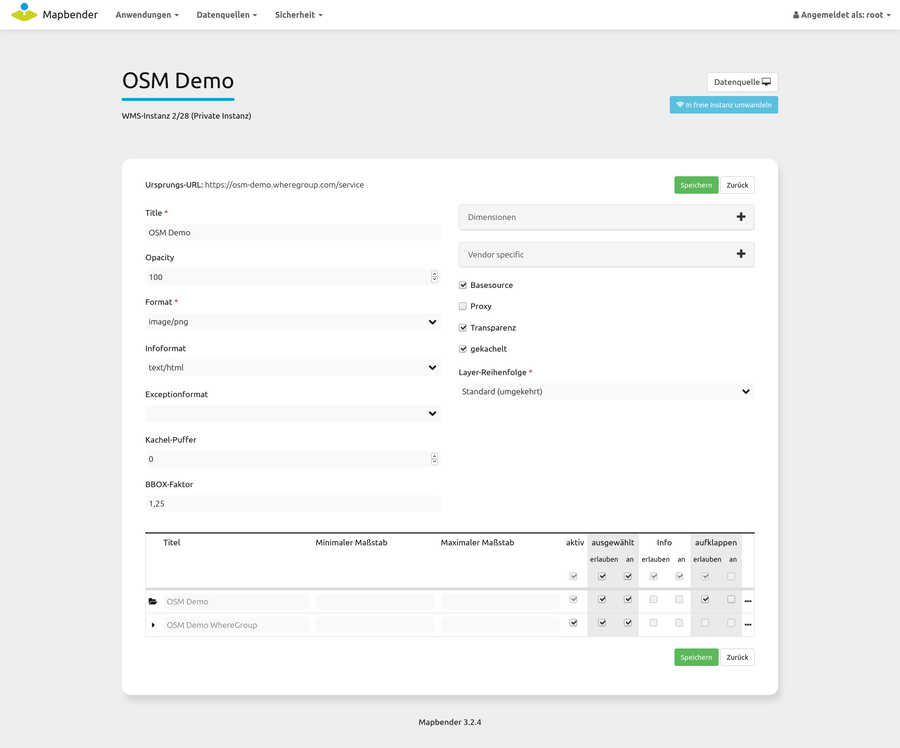 Mapbender Anwendungen Datenquellen Sicherheit Angemeldet als: root
OSM Demo
Datenquelle
In freie Instanz umwandeln
WMS-Instanz 2/28 (Private Instanz)
Ursprungs-URL: https://osm-demo.wheregroup.com/service
Speichern Zurück
Title *
OSM Demo
Opacity
100
Format *
image/png
Infoformat
text/html
Exceptionformat
Kachel-Puffer
0
BBOX-Faktor
1,25
Dimensionen
Vendor specific
Basesource
Proxy
Transparenz
gekachelt
Layer-Reihenfolge *
Standard (umgekehrt)
Titel Minimaler Maßstab Maximaler Maßstab aktiv ausgewählt Info aufklappen
erlauben an erlauben an erlauben an
OSM Demo
OSM Demo WhereGroup
Speichern Zurück
Mapbender 3.2.4